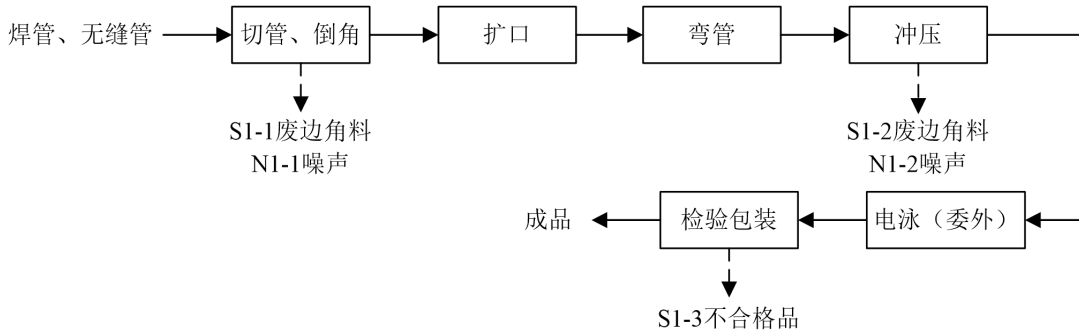 焊管、无缝管
切管、倒角
扩口
弯管
冲压
S1-1废边角料
N1-1噪声
S1-2废边角料
N1-2噪声
成品
检验包装
电泳（委外）
S1-3不合格品